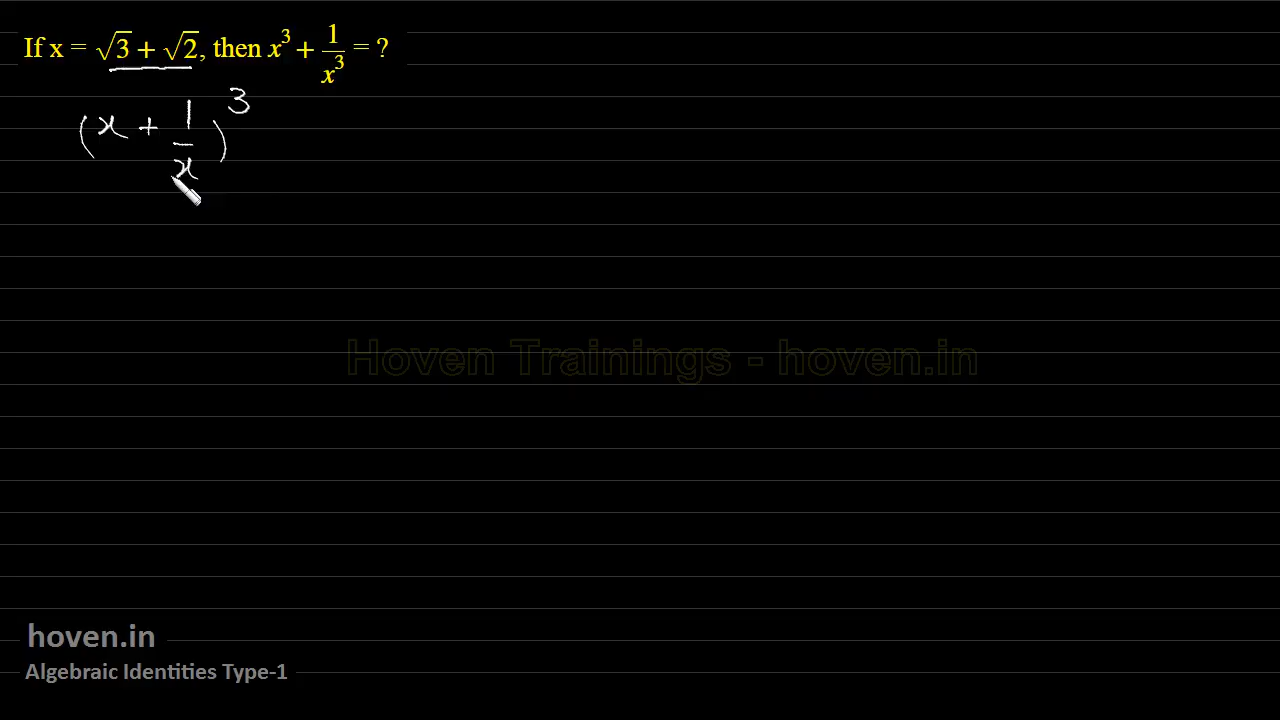 If x = √3 + √2, then x³ + 1/x³ = ?
(x + 1/x)³
Hoven Trainings - hoven.in
hoven.in
Algebraic Identities Type-1